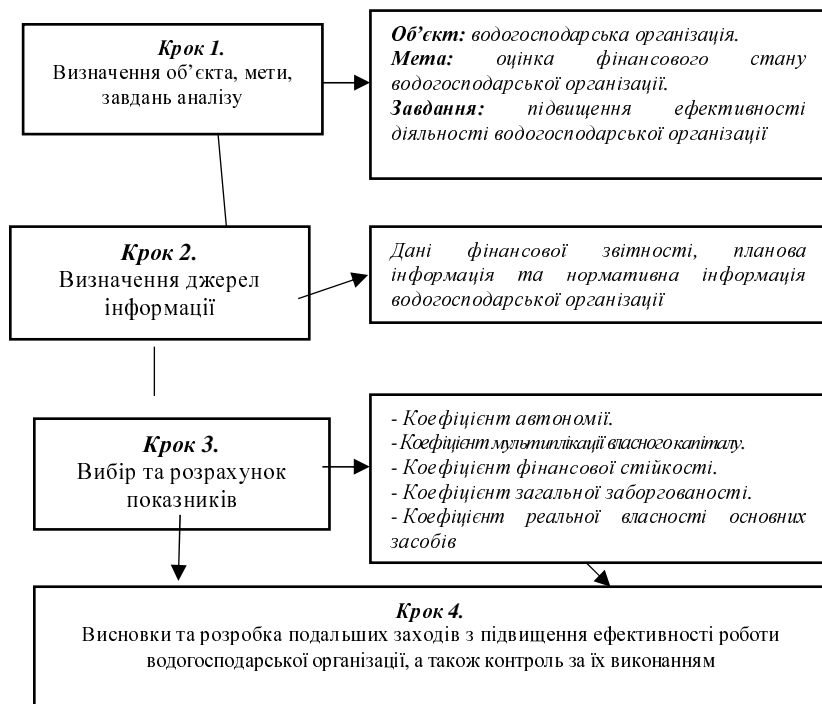 Крок 1.
Визначення об’єкта, мети,
завдань аналізу
Об’єкт: водогосподарська організація.
Мета: оцінка фінансового стану
водогосподарської організації.
Завдання: підвищення ефективності
діяльності водогосподарської організації
Крок 2.
Визначення джерел
інформації
Дані фінансової звітності, планова
інформація та нормативна інформація
водогосподарської організації
Крок 3.
Вибір та розрахунок
показників
- Коефіцієнт автономії.
- Коефіцієнт мультиплікації власного капіталу.
- Коефіцієнт фінансової стійкості.
- Коефіцієнт загальної заборгованості.
- Коефіцієнт реальної власності основних
засобів
Крок 4.
Висновки та розробка подальших заходів з підвищення ефективності роботи
водогосподарської організації, а також контроль за їх виконанням